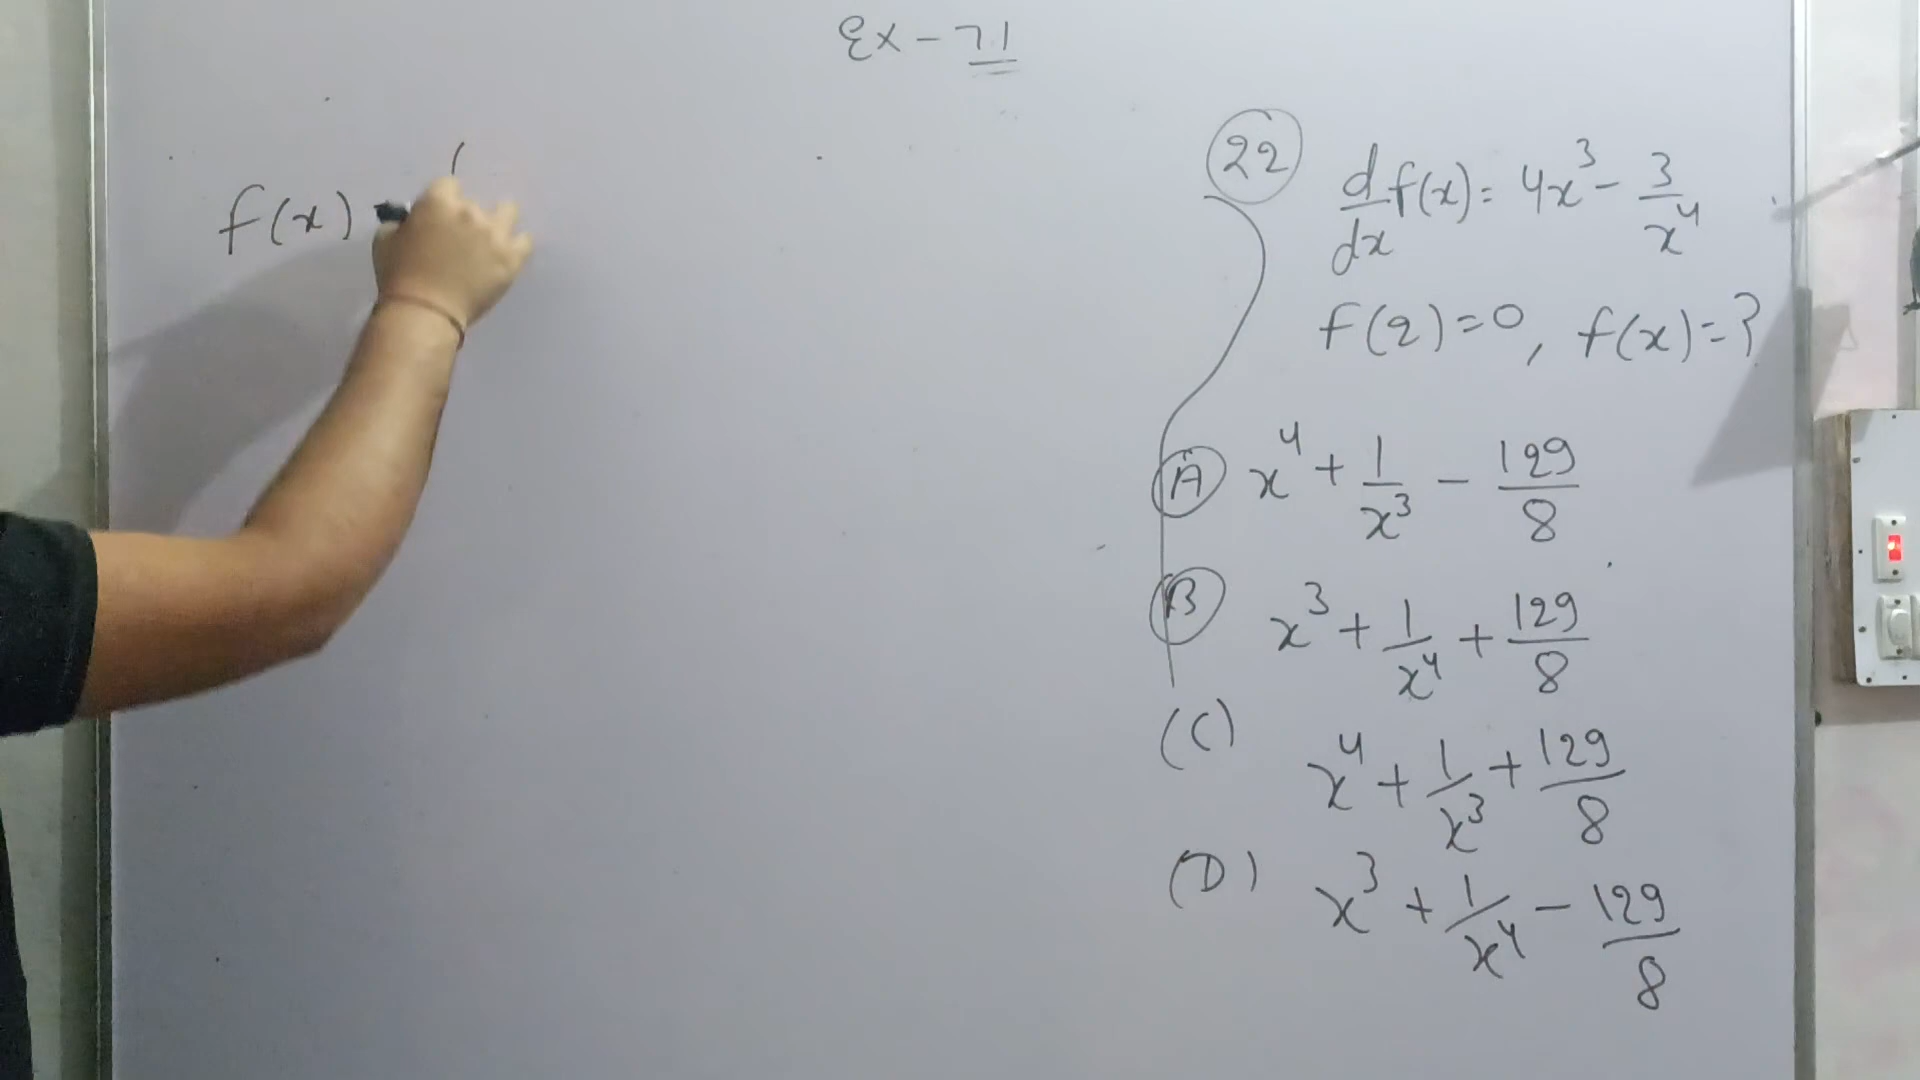 Ex - 7.1
f(x) =
22 d/dx f(x) = 4x³ - 3/x⁴
f(2) = 0, f(x) = ?
(A) x⁴ + 1/x³ - 129/8
(B) x³ + 1/x⁴ + 129/8
(C) x⁴ + 1/x³ + 129/8
(D) x³ + 1/x⁴ - 129/8